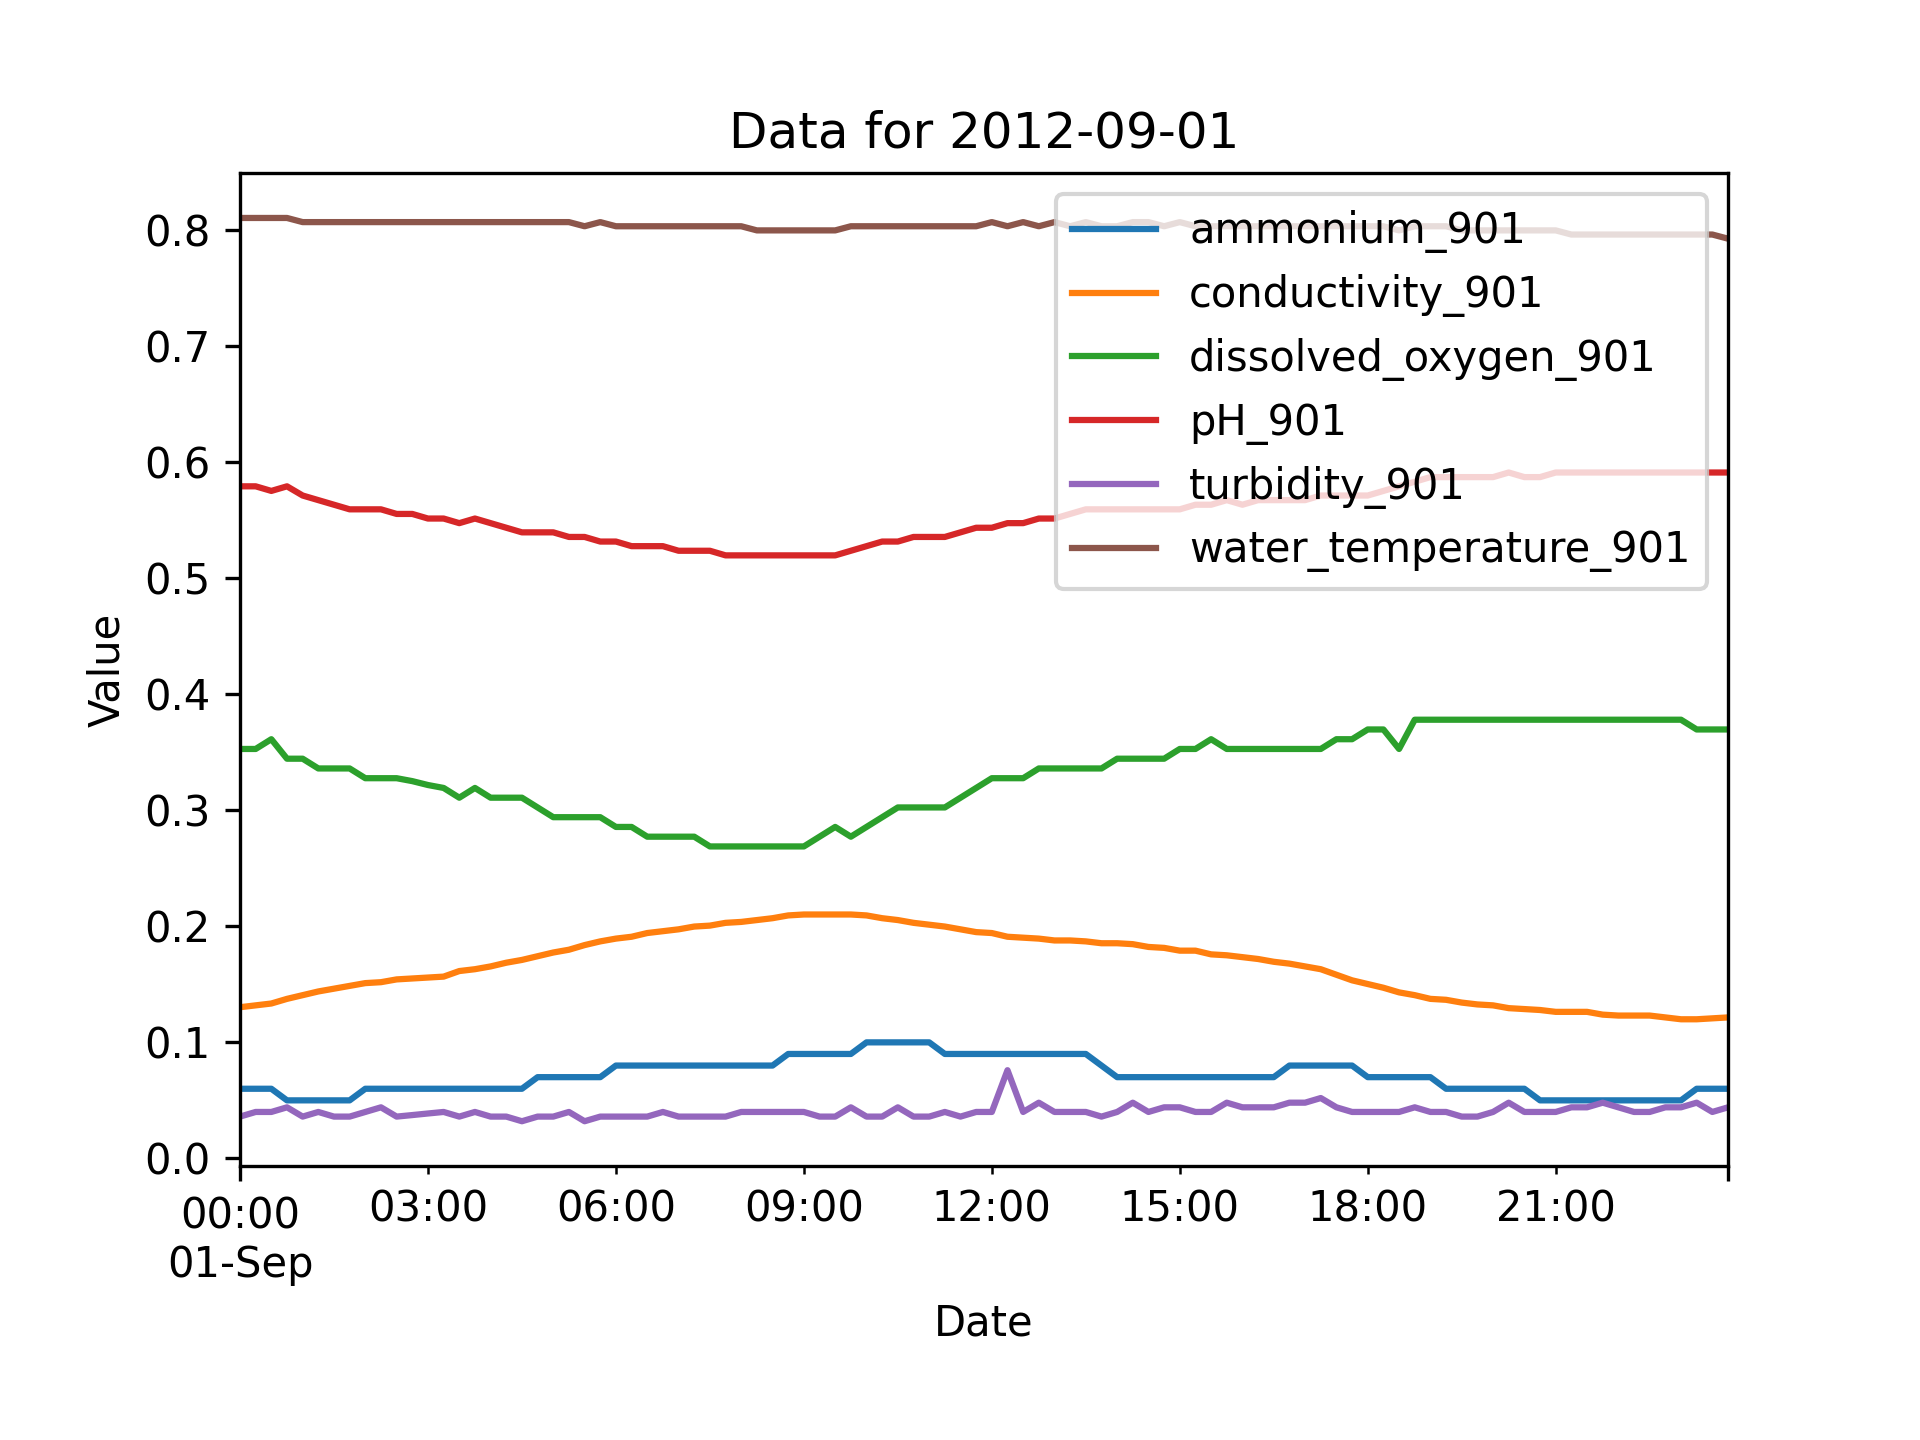 Data for 2012-09-01
ammonium_901
conductivity_901
dissolved_oxygen_901
pH_901
turbidity_901
water_temperature_901
Value
0.8
0.7
0.6
0.5
0.4
0.3
0.2
0.1
0.0
00:00 03:00 06:00 09:00 12:00 15:00 18:00 21:00
01-Sep
Date